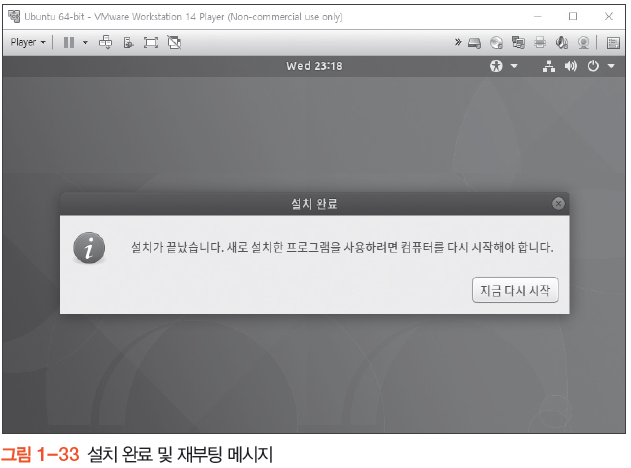 Ubuntu 64-bit - VMware Workstation 14 Player (Non-commercial use only)
Player
Wed 23:18
설치 완료
설치가 끝났습니다. 새로 설치한 프로그램을 사용하려면 컴퓨터를 다시 시작해야 합니다.
지금 다시 시작
그림 1-33 설치 완료 및 재부팅 메시지